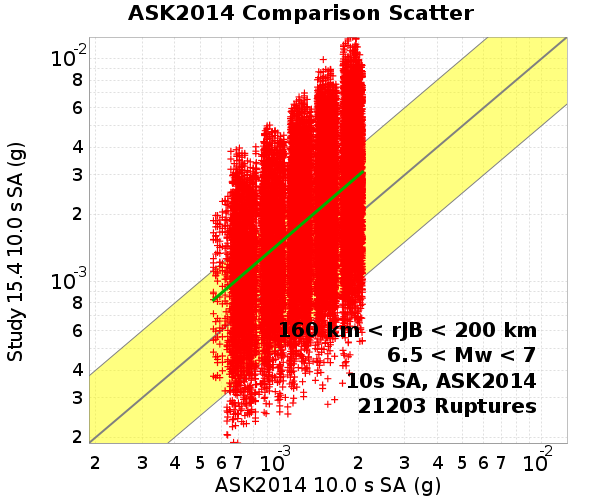 ASK2014 Comparison Scatter
Study 15.4 10.0 s SA (g)
10-2
8
6
4
3
2
10-3
8
6
4
3
2
160 km < rJB < 200 km
6.5 < Mw < 7
10s SA, ASK2014
21203 Ruptures
2 3 4 5 6 7 10-3 2 3 4 5 6 7 10-2
ASK2014 10.0 s SA (g)